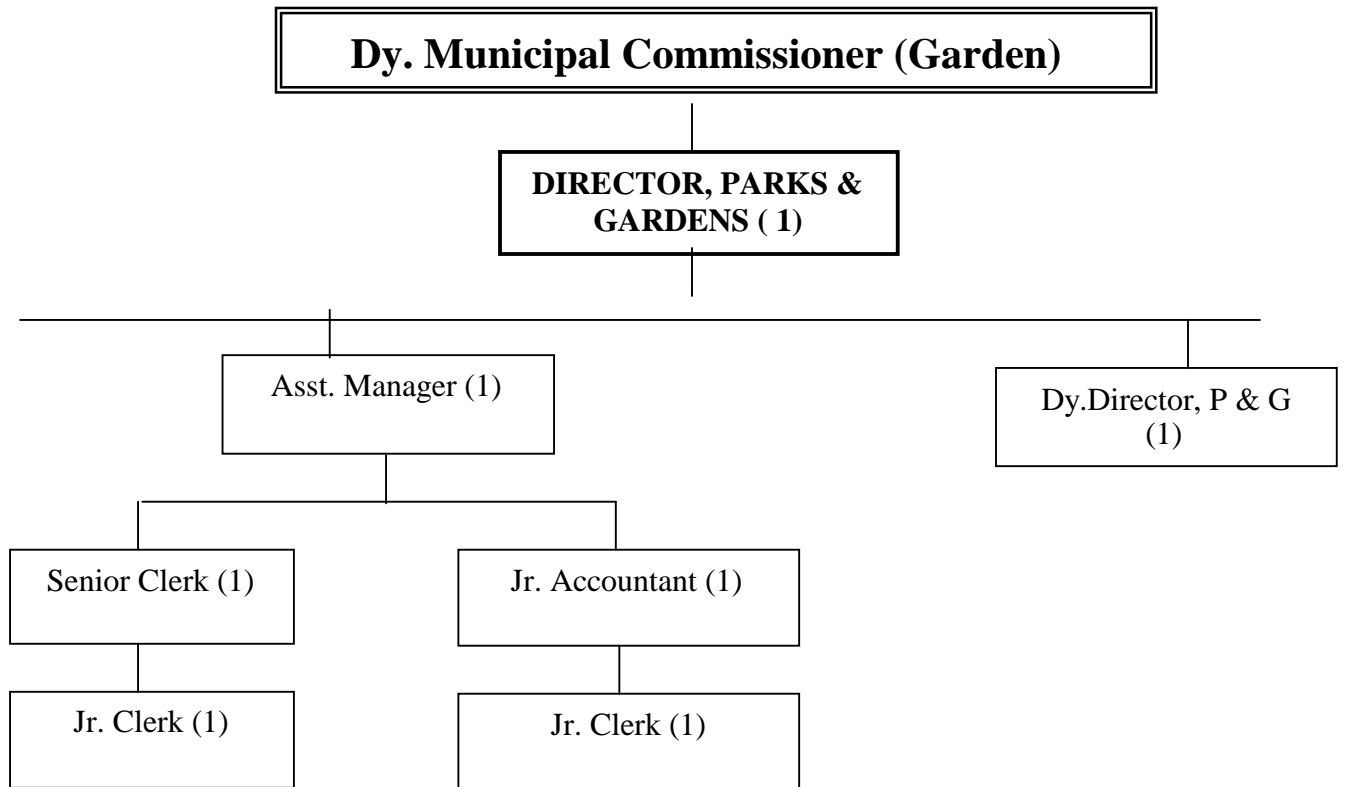 Dy. Municipal Commissioner (Garden)
DIRECTOR, PARKS &
GARDENS ( 1)
Asst. Manager (1)
Dy.Director, P & G
(1)
Senior Clerk (1)
Jr. Accountant (1)
Jr. Clerk (1)
Jr. Clerk (1)